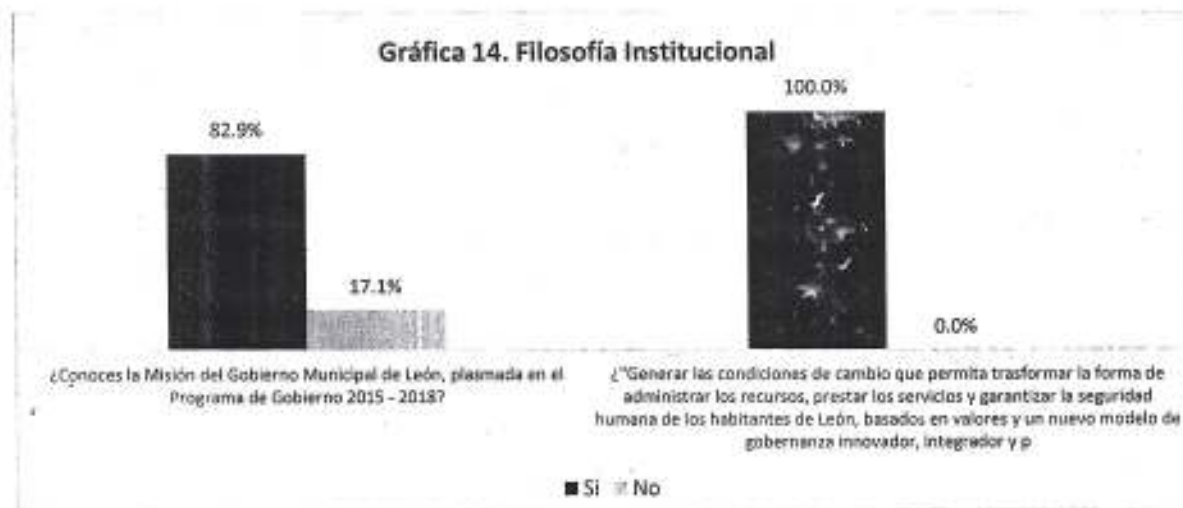 Gráfica 14. Filosofía Institucional
82.9%
17.1%
100.0%
0.0%
¿Conoces la Misión del Gobierno Municipal de León, plasmada en el
Programa de Gobierno 2015 - 2018?
¿"Generar las condiciones de cambio que permita trasformar la forma de
administrar los recursos, prestar los servicios y garantizar la seguridad
humana de los habitantes de León, basados en valores y un nuevo modelo de
gobernanza innovador, integrador y p
Si No